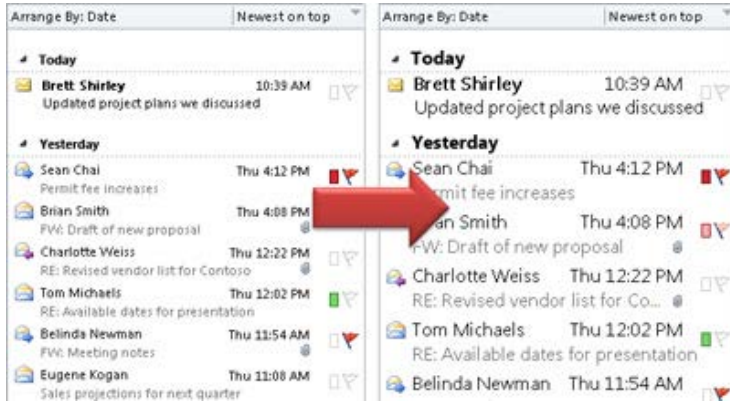 Arrange By: Date Newest on top
Today
Brett Shirley 10:39 AM
Updated project plans we discussed
Yesterday
Sean Chai Thu 4:12 PM
Permit fee increases
Brian Smith Thu 4:08 PM
FW: Draft of new proposal
Charlotte Weiss Thu 12:22 PM
RE: Revised vendor list for Contoso
Tom Michaels Thu 12:02 PM
RE: Available dates for presentation
Belinda Newman Thu 11:54 AM
FW: Meeting notes
Eugene Kogan Thu 11:08 AM
Sales projections for next quarter
Arrange By: Date Newest on top
Today
Brett Shirley 10:39 AM
Updated project plans we discussed
Yesterday
Sean Chai Thu 4:12 PM
mit fee increases
an Smith Thu 4:08 PM
FW: Draft of new proposal
Charlotte Weiss Thu 12:22 PM
RE: Revised vendor list for Co...
Tom Michaels Thu 12:02 PM
RE: Available dates for presentation
Belinda Newman Thu 11:54 AM